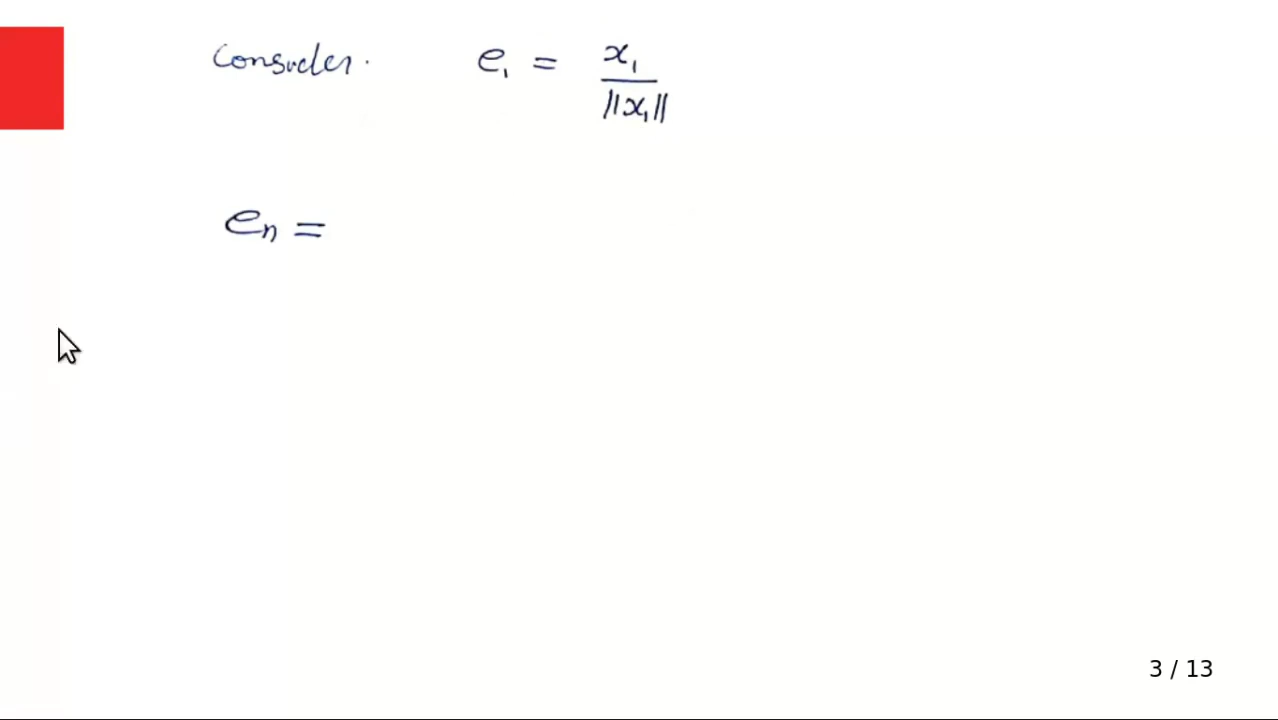 Consider. e₁ = x₁ / ||x₁||
eₙ =
3 / 13